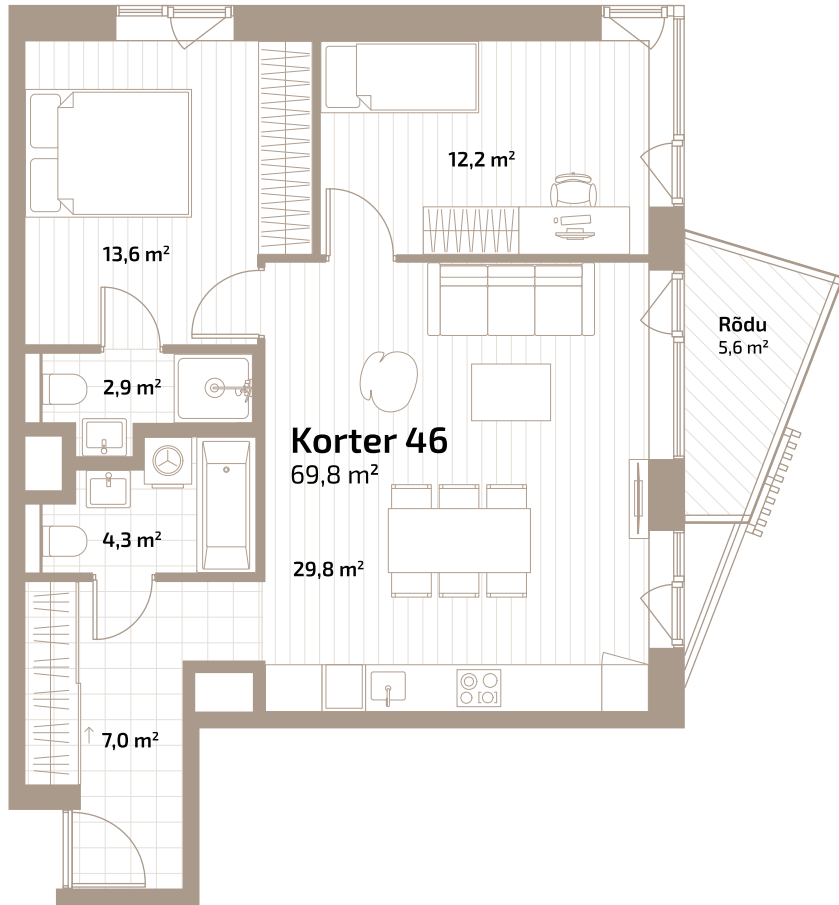 12,2 m²
13,6 m²
Rõdu
5,6 m²
2,9 m²
Korter 46
69,8 m²
4,3 m²
29,8 m²
7,0 m²